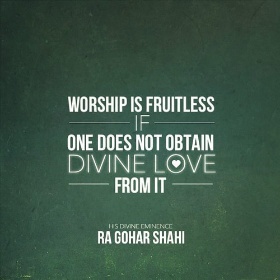 WORSHIP IS FRUITLESS
IF
ONE DOES NOT OBTAIN
DIVINE LOVE
FROM IT
HIS DIVINE EMINENCE
RA GOHAR SHAHI